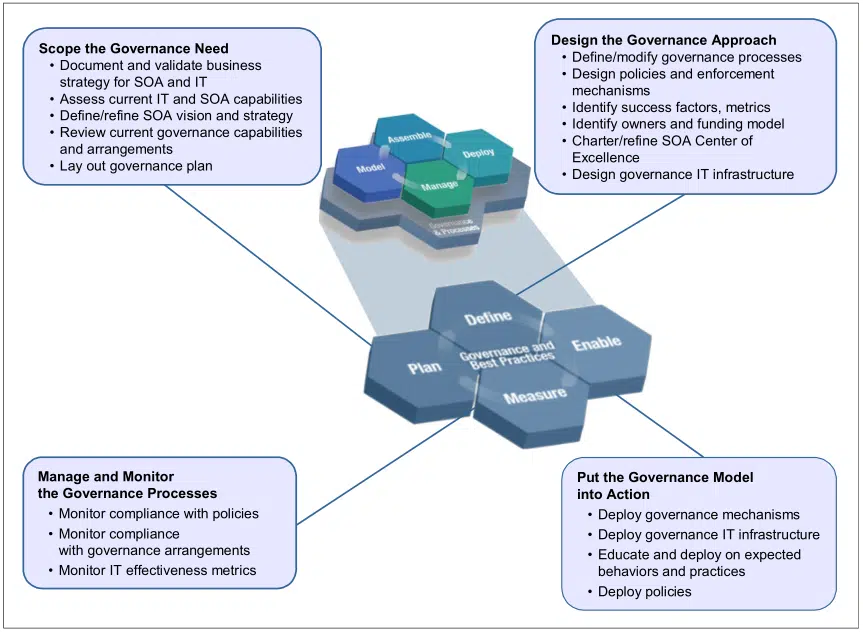 Scope the Governance Need
• Document and validate business
strategy for SOA and IT
• Assess current IT and SOA capabilities
• Define/refine SOA vision and strategy
• Review current governance capabilities
and arrangements
• Lay out governance plan
Design the Governance Approach
• Define/modify governance processes
• Design policies and enforcement
mechanisms
• Identify success factors, metrics
• Identify owners and funding model
• Charter/refine SOA Center of
Excellence
• Design governance IT infrastructure
Assemble
Deploy
Model
Manage
Governance
& Processes
Define
Enable
Plan
Governance and
Best Practices
Measure
Manage and Monitor
the Governance Processes
• Monitor compliance with policies
• Monitor compliance
with governance arrangements
• Monitor IT effectiveness metrics
Put the Governance Model
into Action
• Deploy governance mechanisms
• Deploy governance IT infrastructure
• Educate and deploy on expected
behaviors and practices
• Deploy policies